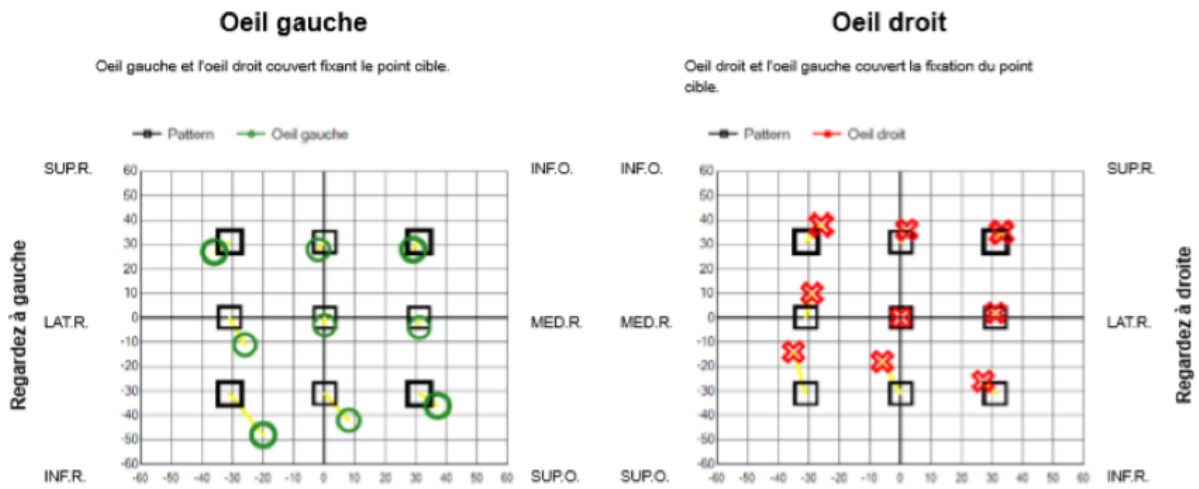 Oeil gauche
Oeil droit
Oeil gauche et l'oeil droit couvert fixant le point cible.
Oeil droit et l'oeil gauche couvert la fixation du point
cible.
Pattern Oeil gauche
Pattern Oeil droit
SUP.R.
INF.O.
INF.O.
SUP.R.
60
50
40
30
20
10
0
-10
-20
-30
-40
-50
-60
60
50
40
30
20
10
0
-10
-20
-30
-40
-50
-60
Regardez à gauche
LAT.R.
MED.R.
MED.R.
LAT.R.
Regardez à droite
INF.R.
-60 -50 -40 -30 -20 -10 0 10 20 30 40 50 60
SUP.O.
SUP.O.
-60 -50 -40 -30 -20 -10 0 10 20 30 40 50 60
INF.R.